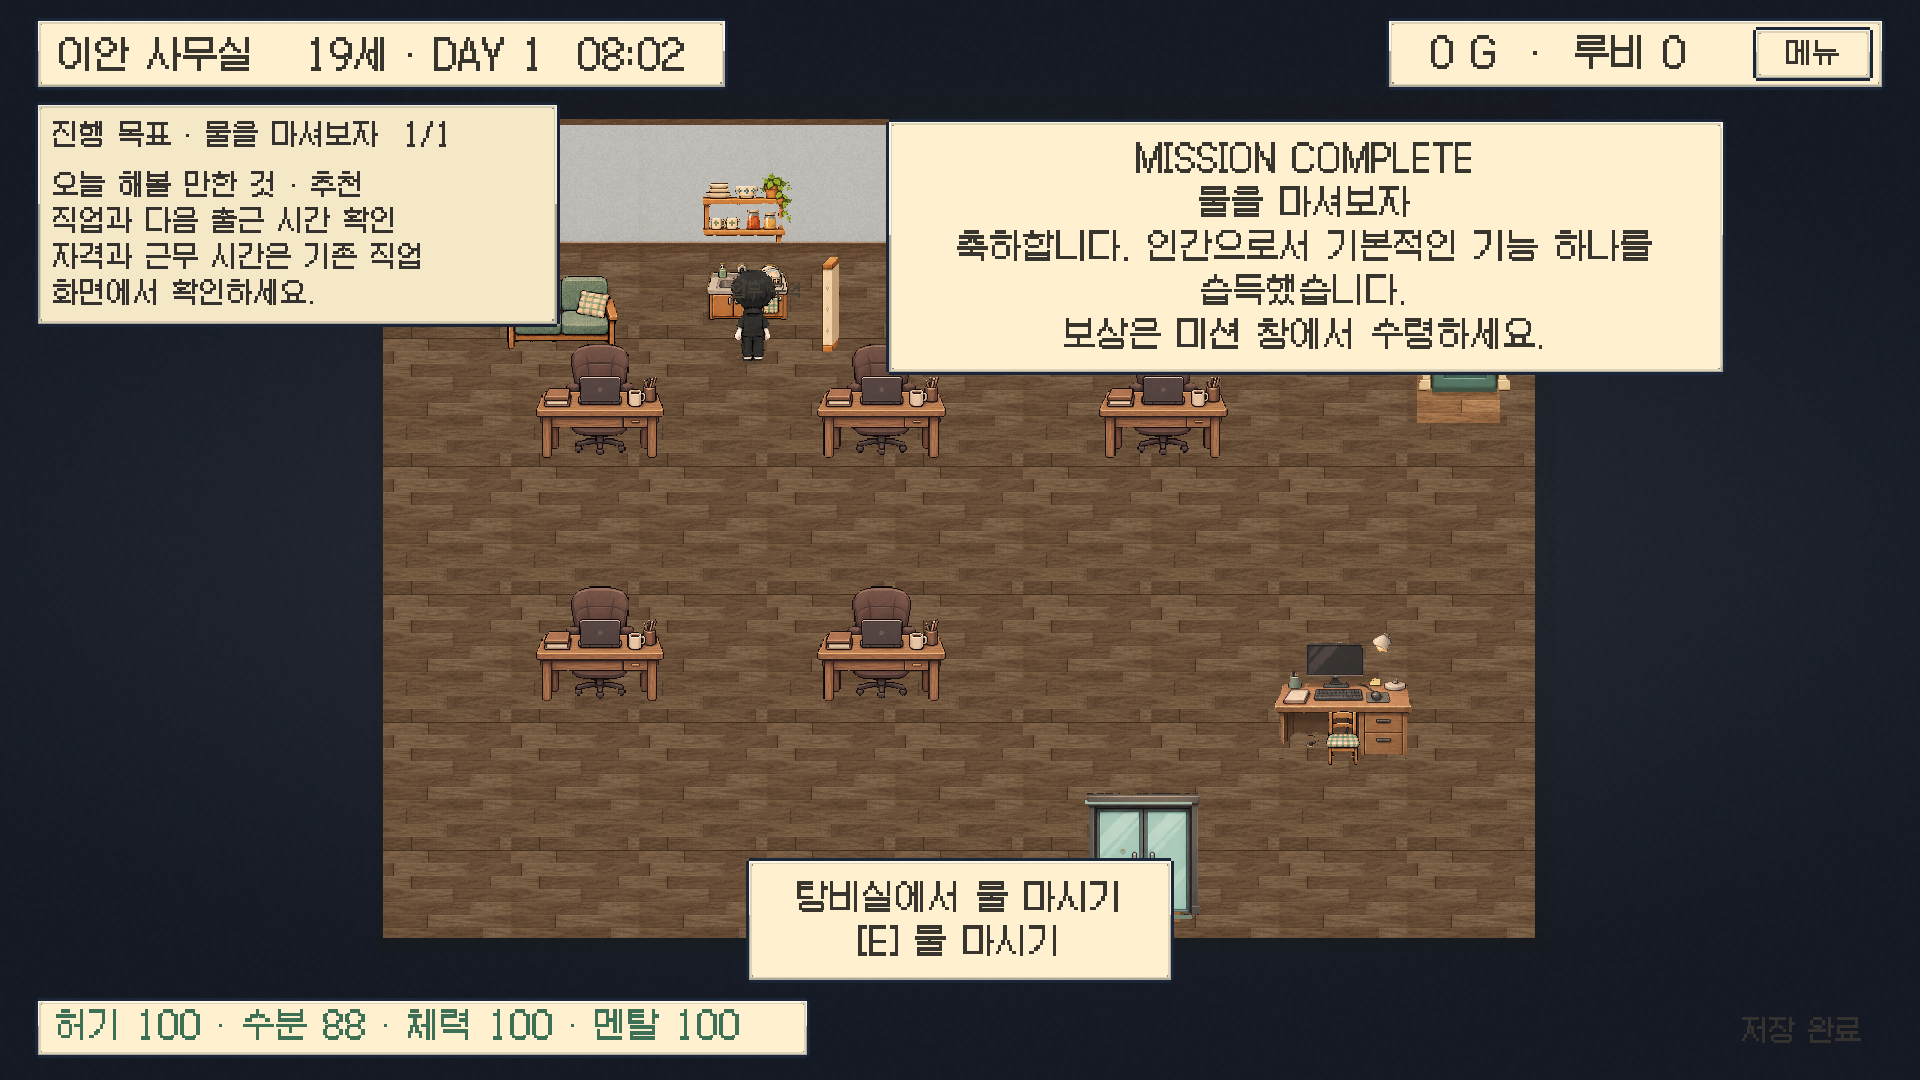 이안 사무실 19세 · DAY 1 08:02
0 G · 루비 0
메뉴
진행 목표 · 물을 마셔보자 1/1
오늘 해볼 만한 것 · 추천
직업과 다음 출근 시간 확인
자격과 근무 시간은 기존 직업
화면에서 확인하세요.
MISSION COMPLETE
물을 마셔보자
축하합니다. 인간으로서 기본적인 기능 하나를
습득했습니다.
보상은 미션 창에서 수령하세요.
탕비실에서 물 마시기
[E] 물 마시기
허기 100 · 수분 88 · 체력 100 · 멘탈 100
저장 완료